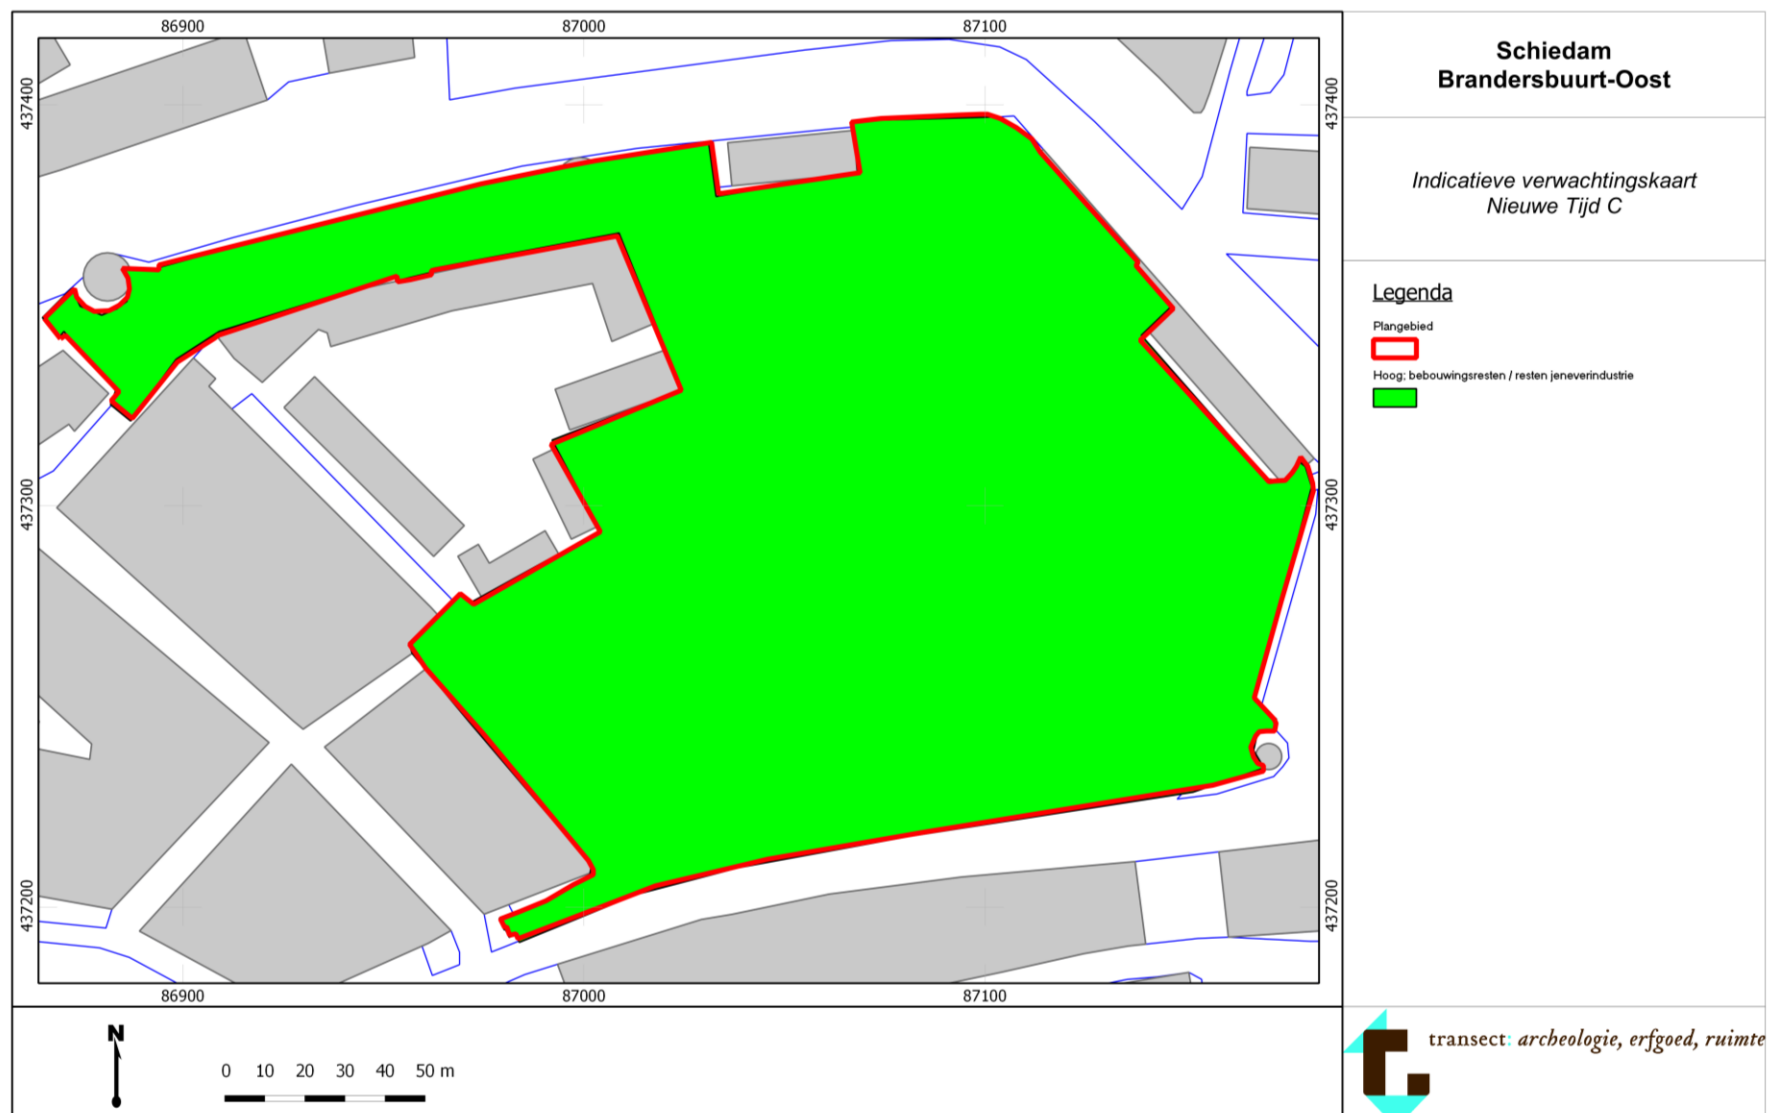 86900 87000 87100
437400 437400
437300 437300
437200 437200
86900 87000 87100
N
0 10 20 30 40 50 m
Schiedam
Brandersbuurt-Oost
Indicatieve verwachtingskaart
Nieuwe Tijd C
Legenda
Plangebied
Hoog; bebouwingsresten / resten jeneverindustrie
transect: archeologie, erfgoed, ruimte